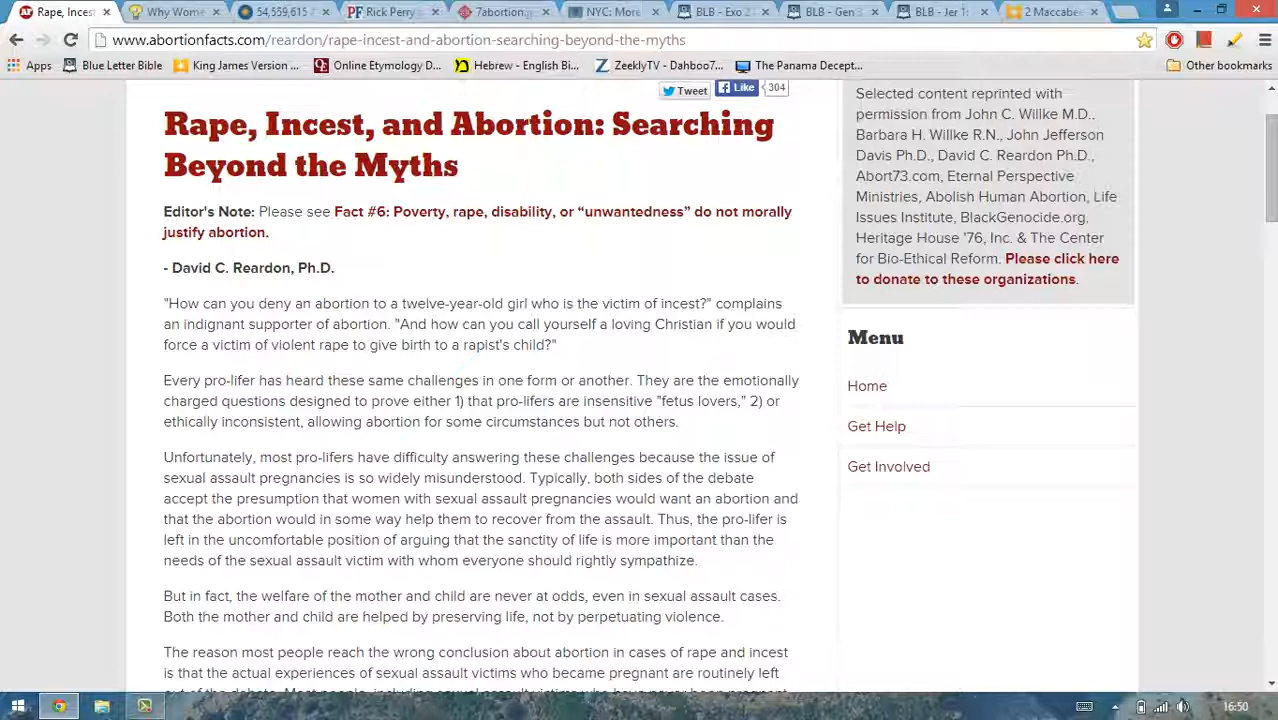 Rape, Incest
Why Wome
54,559,615
Rick Perry
7abortion
NYC: More
BLB - Exo 2
BLB - Gen 3
BLB - Jer 1:
2 Maccabe
www.abortionfacts.com/reardon/rape-incest-and-abortion-searching-beyond-the-myths
Apps
Blue Letter Bible
King James Version ...
Online Etymology D...
Hebrew - English Bi...
ZeeklyTV - Dahboo7...
The Panama Decept...
Other bookmarks
Tweet
Like
304
Rape, Incest, and Abortion: Searching
Beyond the Myths
Editor's Note: Please see Fact #6: Poverty, rape, disability, or “unwantedness” do not morally
justify abortion.
- David C. Reardon, Ph.D.
"How can you deny an abortion to a twelve-year-old girl who is the victim of incest?" complains
an indignant supporter of abortion. "And how can you call yourself a loving Christian if you would
force a victim of violent rape to give birth to a rapist's child?"
Every pro-lifer has heard these same challenges in one form or another. They are the emotionally
charged questions designed to prove either 1) that pro-lifers are insensitive "fetus lovers," 2) or
ethically inconsistent, allowing abortion for some circumstances but not others.
Unfortunately, most pro-lifers have difficulty answering these challenges because the issue of
sexual assault pregnancies is so widely misunderstood. Typically, both sides of the debate
accept the presumption that women with sexual assault pregnancies would want an abortion and
that the abortion would in some way help them to recover from the assault. Thus, the pro-lifer is
left in the uncomfortable position of arguing that the sanctity of life is more important than the
needs of the sexual assault victim with whom everyone should rightly sympathize.
But in fact, the welfare of the mother and child are never at odds, even in sexual assault cases.
Both the mother and child are helped by preserving life, not by perpetuating violence.
The reason most people reach the wrong conclusion about abortion in cases of rape and incest
is that the actual experiences of sexual assault victims who became pregnant are routinely left
Selected content reprinted with
permission from John C. Willke M.D.,
Barbara H. Willke R.N., John Jefferson
Davis Ph.D., David C. Reardon Ph.D.,
Abort73.com, Eternal Perspective
Ministries, Abolish Human Abortion, Life
Issues Institute, BlackGenocide.org,
Heritage House '76, Inc. & The Center
for Bio-Ethical Reform. Please click here
to donate to these organizations.
Menu
Home
Get Help
Get Involved
16:50